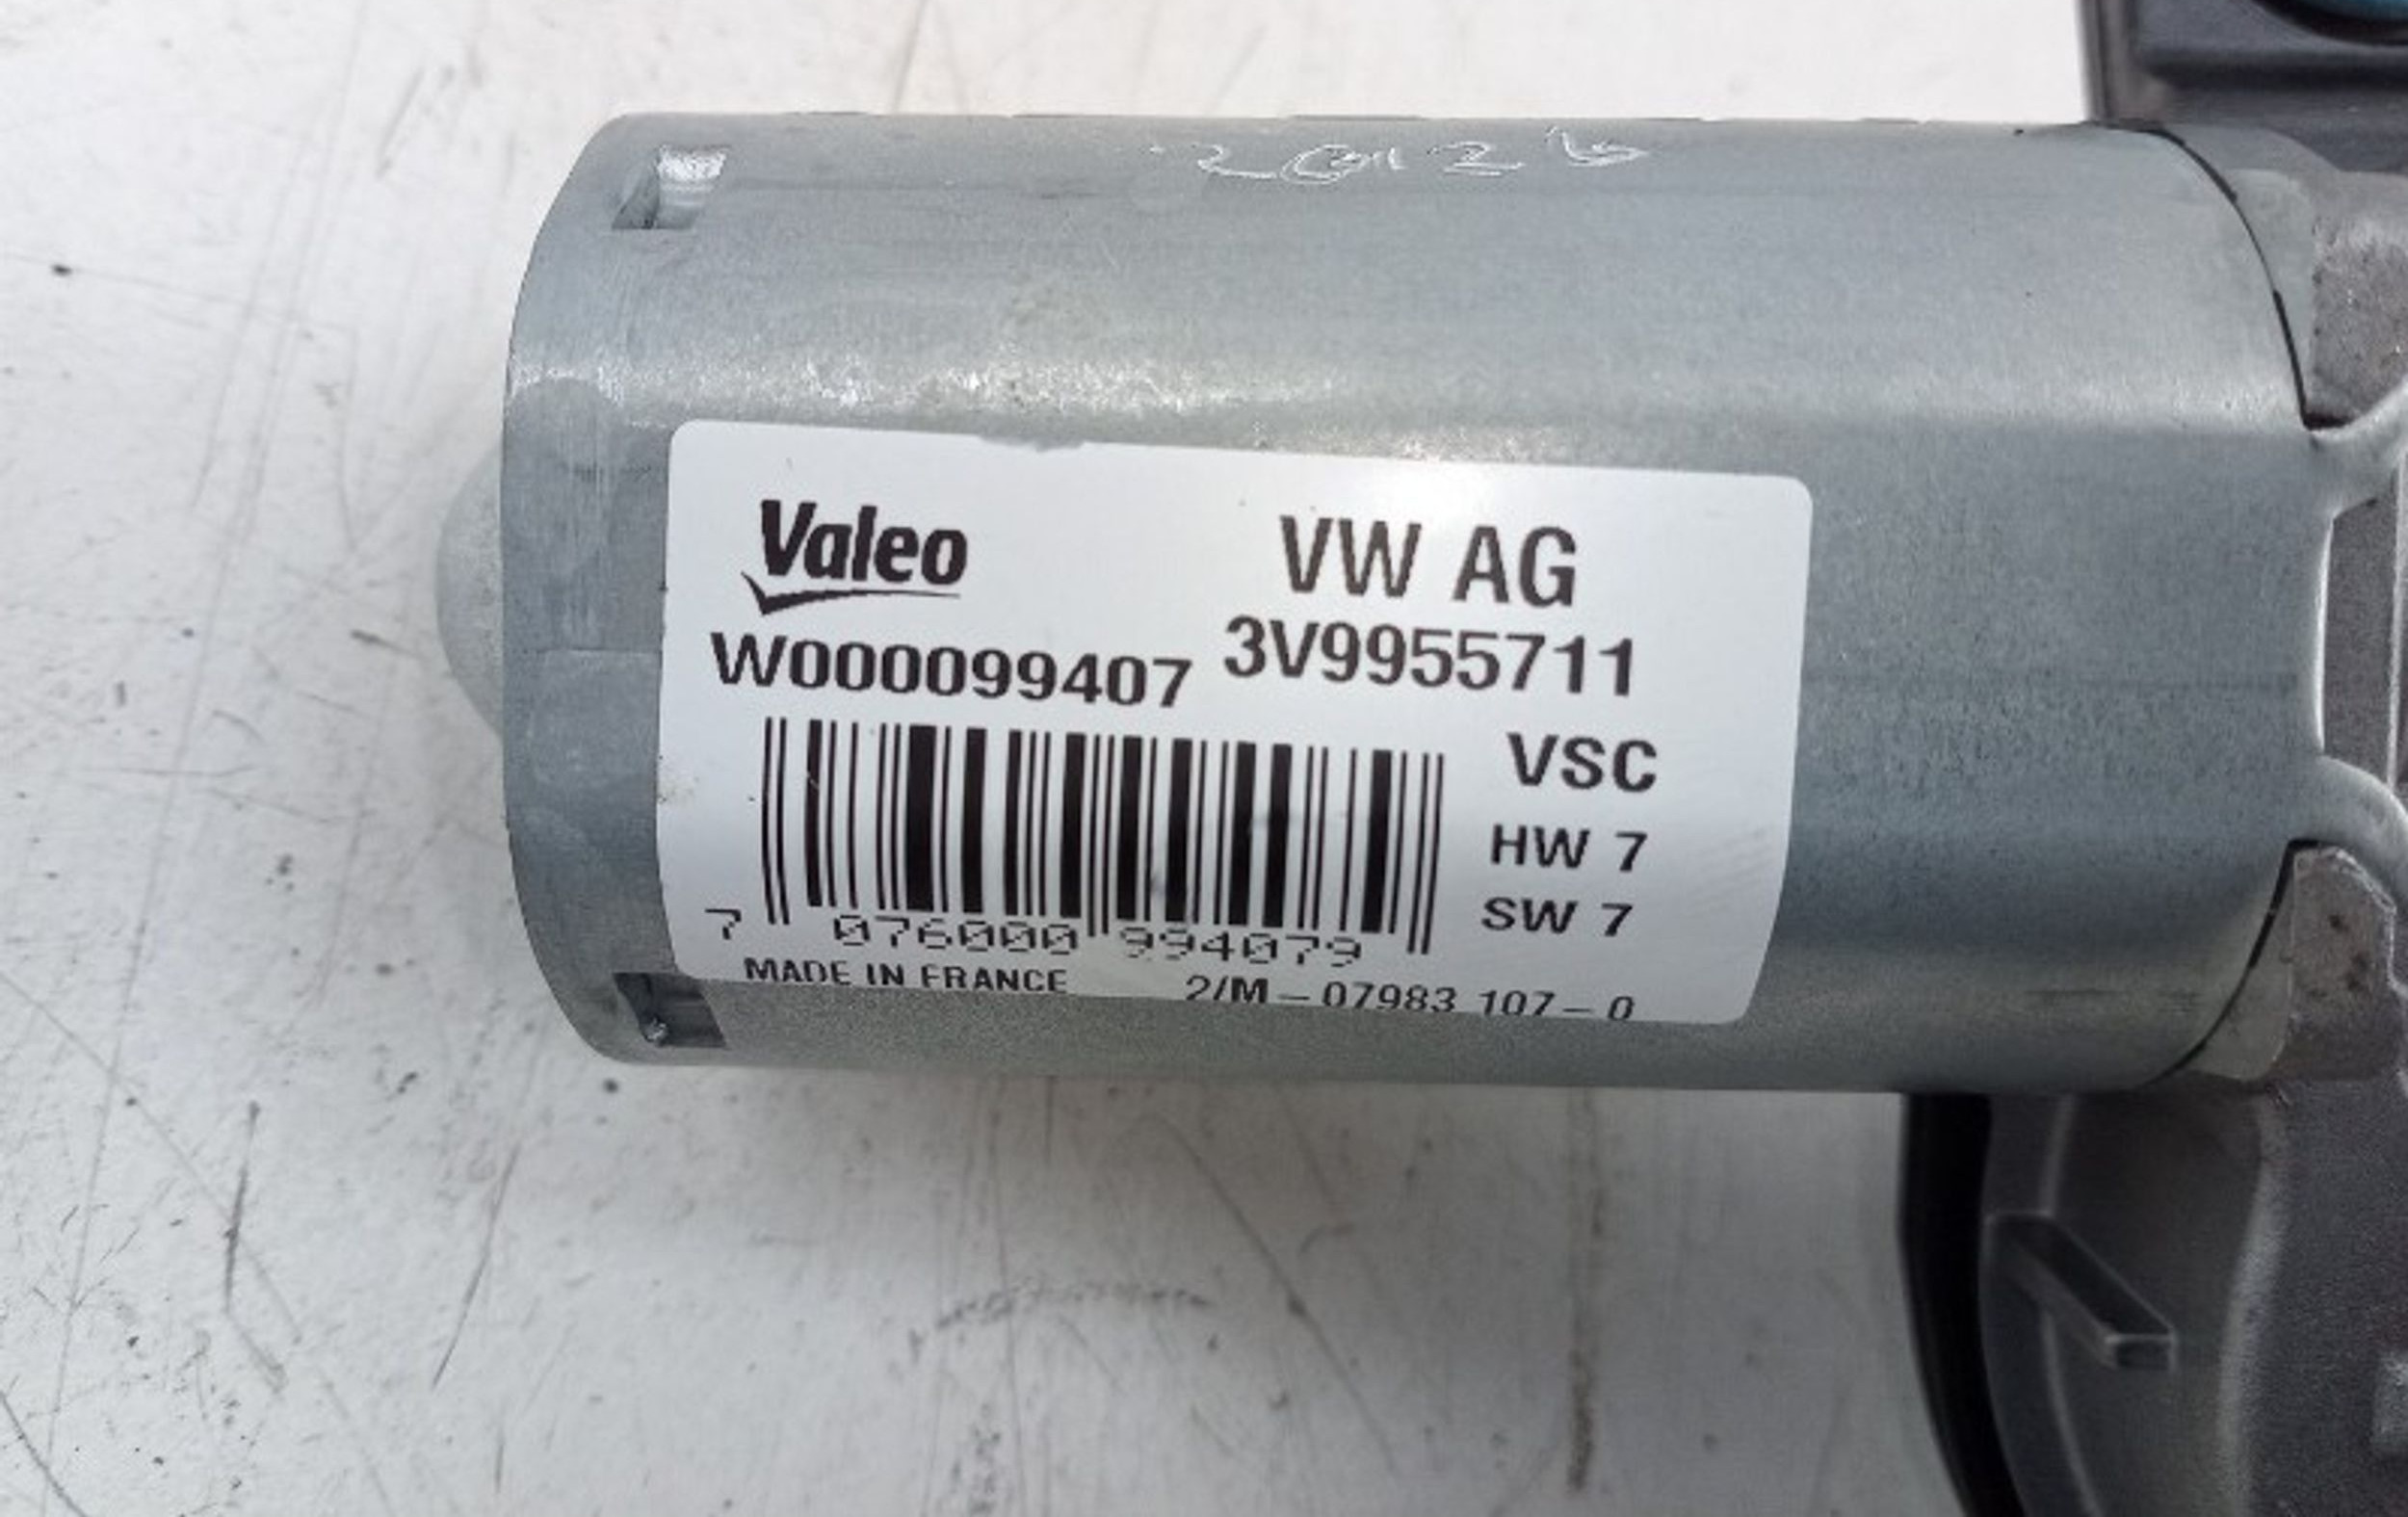 Valeo
VW AG
W000099407
3V9955711
VSC
HW 7
SW 7
7 076000 994079
MADE IN FRANCE
2/M-07983 107-0